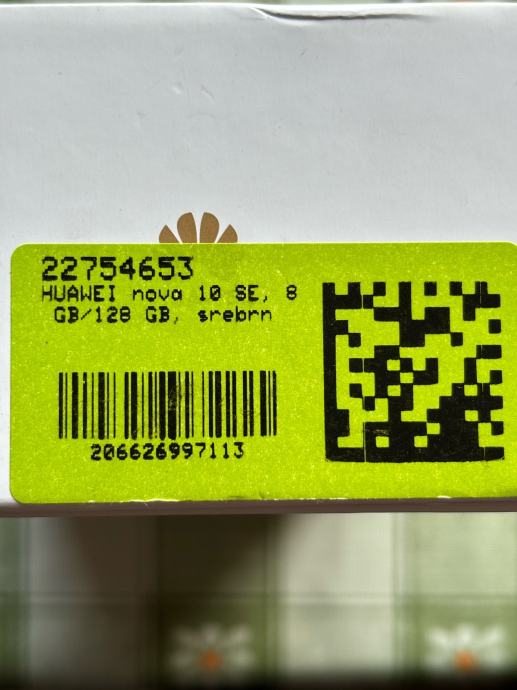 22754653
HUAWEI nova 10 SE, 8
GB/128 GB, srebrn
206626997113